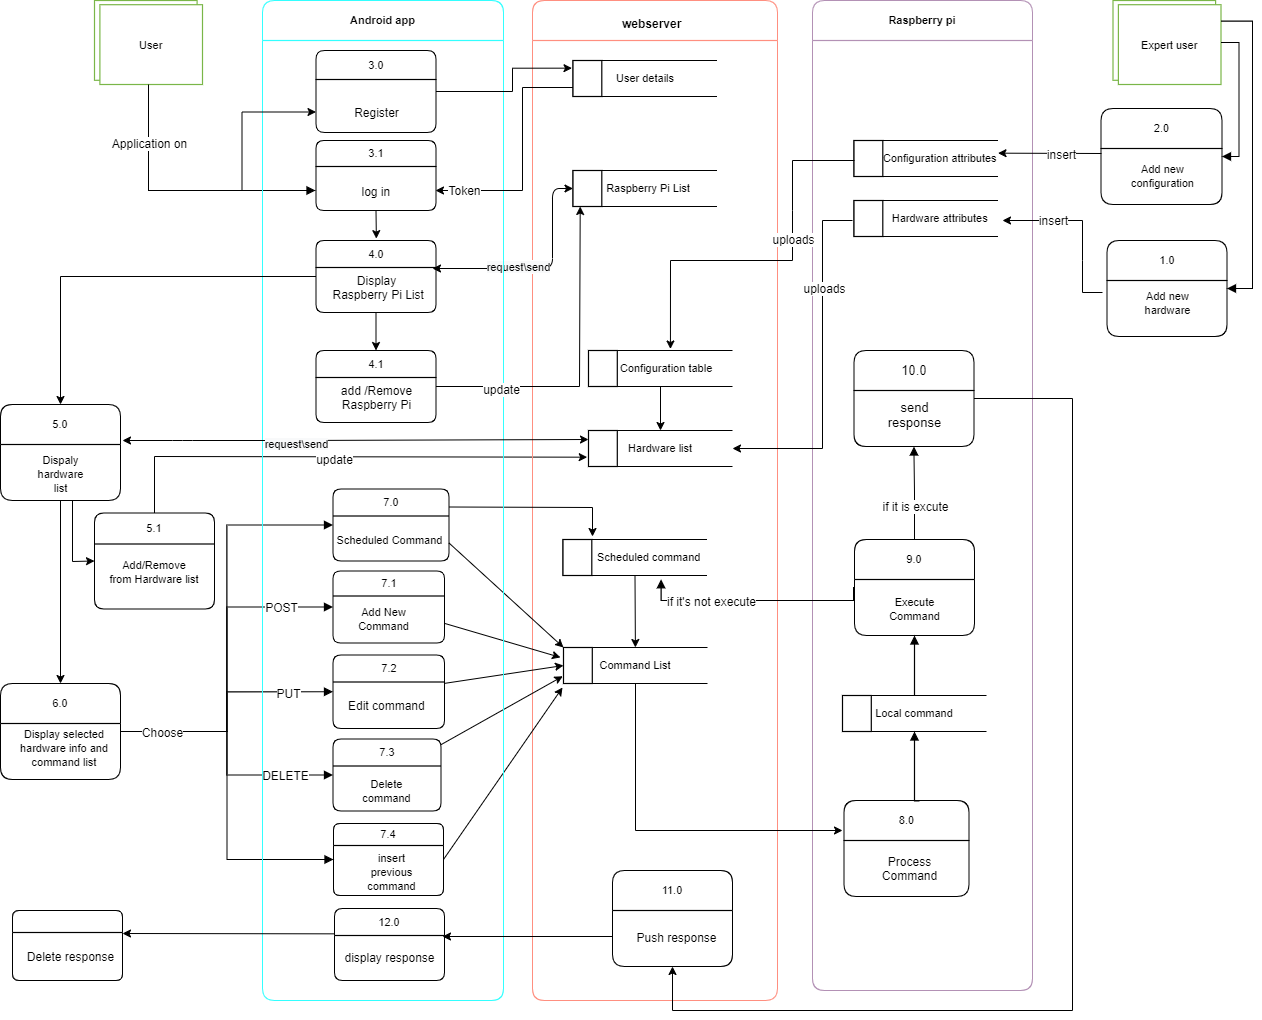 Android app
webserver
Raspberry pi
User
Expert user
3.0
Register
User details
Application on
3.1
log in
Token
Configuration attributes
insert
2.0
Add new
configuration
Raspberry Pi List
Hardware attributes
insert
uploads
4.0
Display
Raspberry Pi List
request\send
1.0
Add new
hardware
uploads
4.1
add /Remove
Raspberry Pi
update
Configuration table
10.0
send
response
5.0
Dispaly
hardware
list
request\send
update
Hardware list
7.0
Scheduled Command
if it is excute
5.1
Add/Remove
from Hardware list
Scheduled command
9.0
Execute
Command
7.1
Add New
Command
POST
if it's not execute
7.2
Edit command
PUT
Command List
6.0
Display selected
hardware info and
command list
Choose
Local command
7.3
Delete
command
DELETE
7.4
insert
previous
command
8.0
Process
Command
11.0
Push response
12.0
display response
Delete response